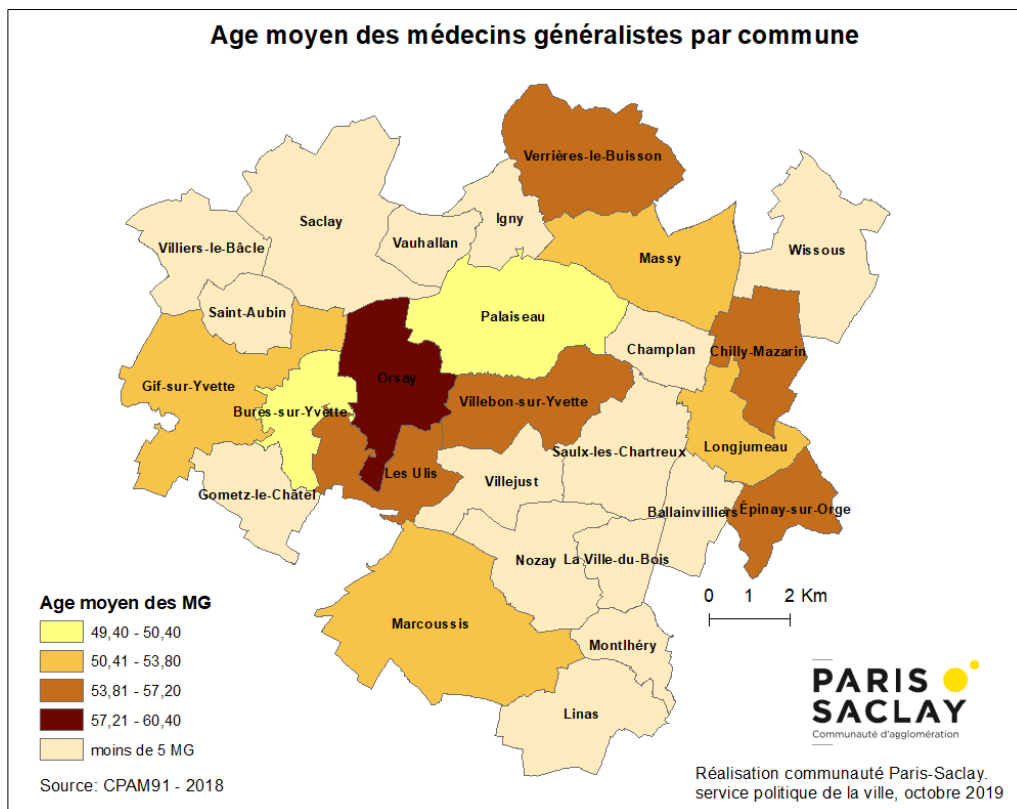 Age moyen des médecins généralistes par commune
Verrières-le-Buisson
Igny
Saclay
Vauhallan
Villiers-le-Bâcle
Massy
Wissous
Saint-Aubin
Palaiseau
Champlan
Chilly-Mazarin
Orsay
Gif-sur-Yvette
Villebon-sur-Yvette
Bures-sur-Yvette
Longjumeau
Saulx-les-Chartreux
Les Ulis
Villejust
Gometz-le-Châtel
Ballainvilliers
Épinay-sur-Orge
Nozay
La Ville-du-Bois
Marcoussis
Montlhéry
Linas
0 1 2 Km
Age moyen des MG
49,40 - 50,40
50,41 - 53,80
53,81 - 57,20
57,21 - 60,40
moins de 5 MG
Source: CPAM91 - 2018
PARIS
SACLAY
Communauté d'agglomération
Réalisation communauté Paris-Saclay.
service politique de la ville, octobre 2019